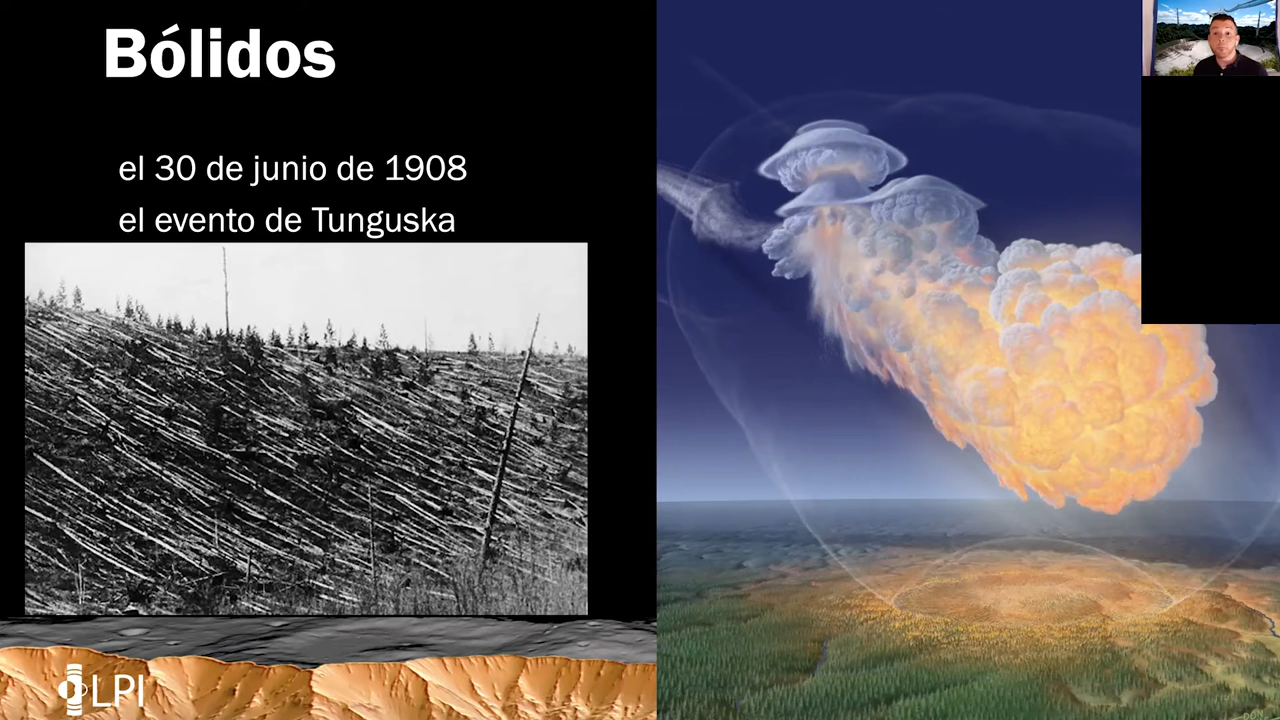 Bólidos
el 30 de junio de 1908
el evento de Tunguska
LPI